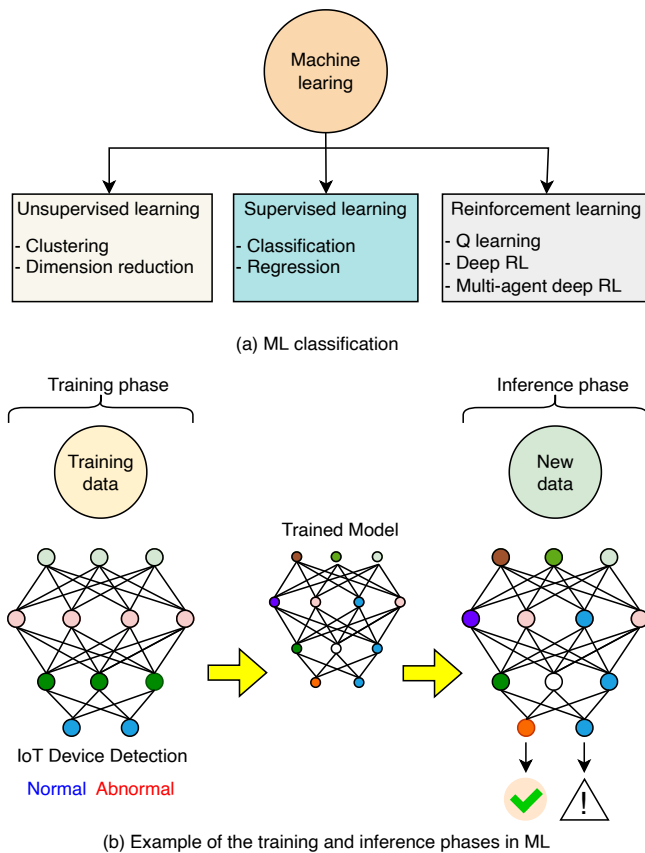 Machine
learing
Unsupervised learning
- Clustering
- Dimension reduction
Supervised learning
- Classification
- Regression
Reinforcement learning
- Q learning
- Deep RL
- Multi-agent deep RL
(a) ML classification
Training phase
Training
data
Trained Model
Inference phase
New
data
IoT Device Detection
Normal Abnormal
!
(b) Example of the training and inference phases in ML